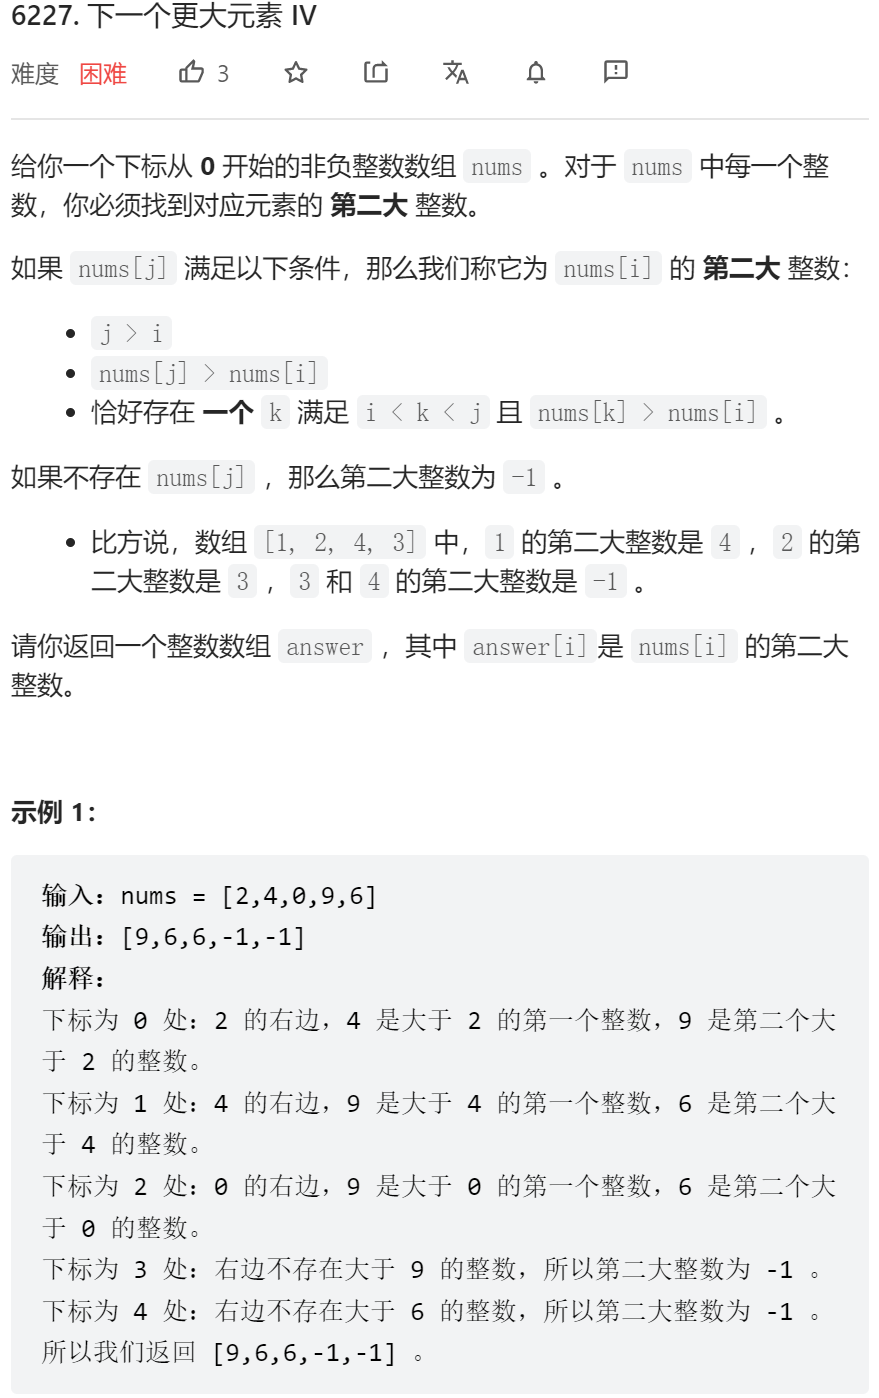 6227. 下一个更大元素 IV
难度 困难 3
给你一个下标从 0 开始的非负整数数组 nums 。对于 nums 中每一个整
数，你必须找到对应元素的 第二大 整数。
如果 nums[j] 满足以下条件，那么我们称它为 nums[i] 的 第二大 整数：
• j > i
• nums[j] > nums[i]
• 恰好存在 一个 k 满足 i < k < j 且 nums[k] > nums[i] 。
如果不存在 nums[j] ，那么第二大整数为 -1 。
• 比方说，数组 [1, 2, 4, 3] 中，1 的第二大整数是 4 ，2 的第
二大整数是 3 ，3 和 4 的第二大整数是 -1 。
请你返回一个整数数组 answer ，其中 answer[i]是 nums[i] 的第二大
整数。
示例 1：
输入：nums = [2,4,0,9,6]
输出：[9,6,6,-1,-1]
解释：
下标为 0 处：2 的右边，4 是大于 2 的第一个整数，9 是第二个大
于 2 的整数。
下标为 1 处：4 的右边，9 是大于 4 的第一个整数，6 是第二个大
于 4 的整数。
下标为 2 处：0 的右边，9 是大于 0 的第一个整数，6 是第二个大
于 0 的整数。
下标为 3 处：右边不存在大于 9 的整数，所以第二大整数为 -1 。
下标为 4 处：右边不存在大于 6 的整数，所以第二大整数为 -1 。
所以我们返回 [9,6,6,-1,-1] 。